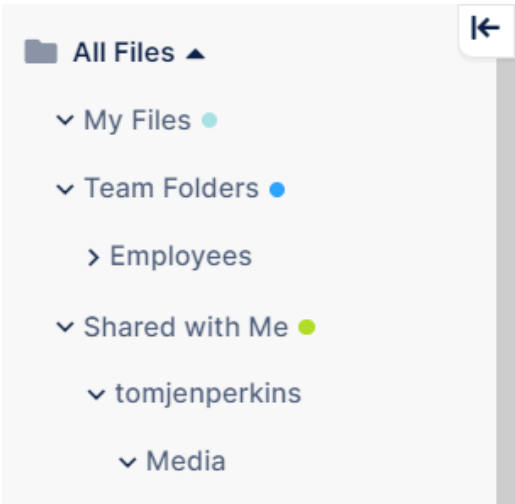 All Files
My Files
Team Folders
Employees
Shared with Me
tomjenperkins
Media